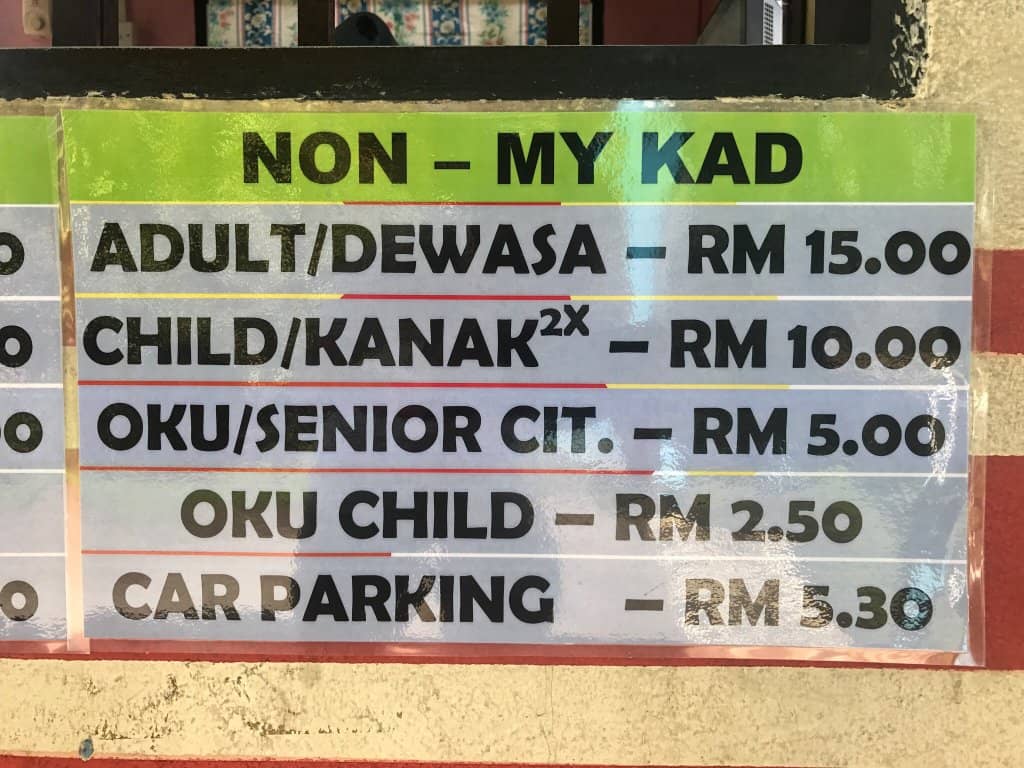 NON – MY KAD
ADULT/DEWASA – RM 15.00
CHILD/KANAK²ˣ – RM 10.00
OKU/SENIOR CIT. – RM 5.00
OKU CHILD – RM 2.50
CAR PARKING – RM 5.30